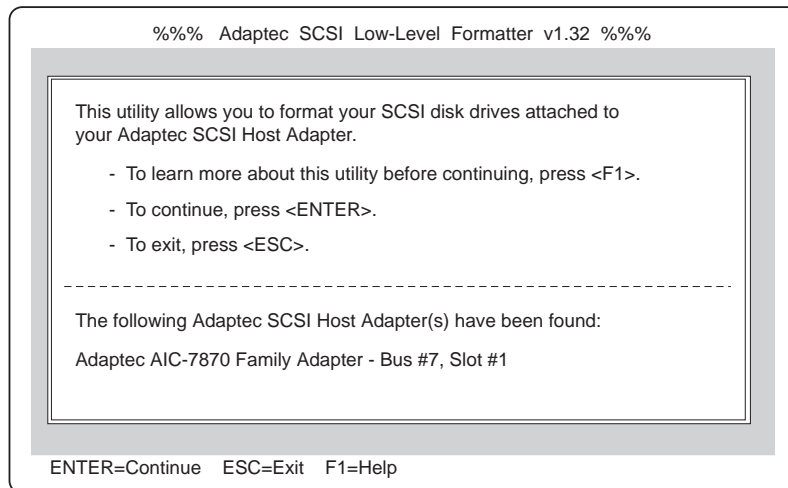 %%% Adaptec SCSI Low-Level Formatter v1.32 %%%
This utility allows you to format your SCSI disk drives attached to
your Adaptec SCSI Host Adapter.
- To learn more about this utility before continuing, press <F1>.
- To continue, press <ENTER>.
- To exit, press <ESC>.
The following Adaptec SCSI Host Adapter(s) have been found:
Adaptec AIC-7870 Family Adapter - Bus #7, Slot #1
ENTER=Continue ESC=Exit F1=Help